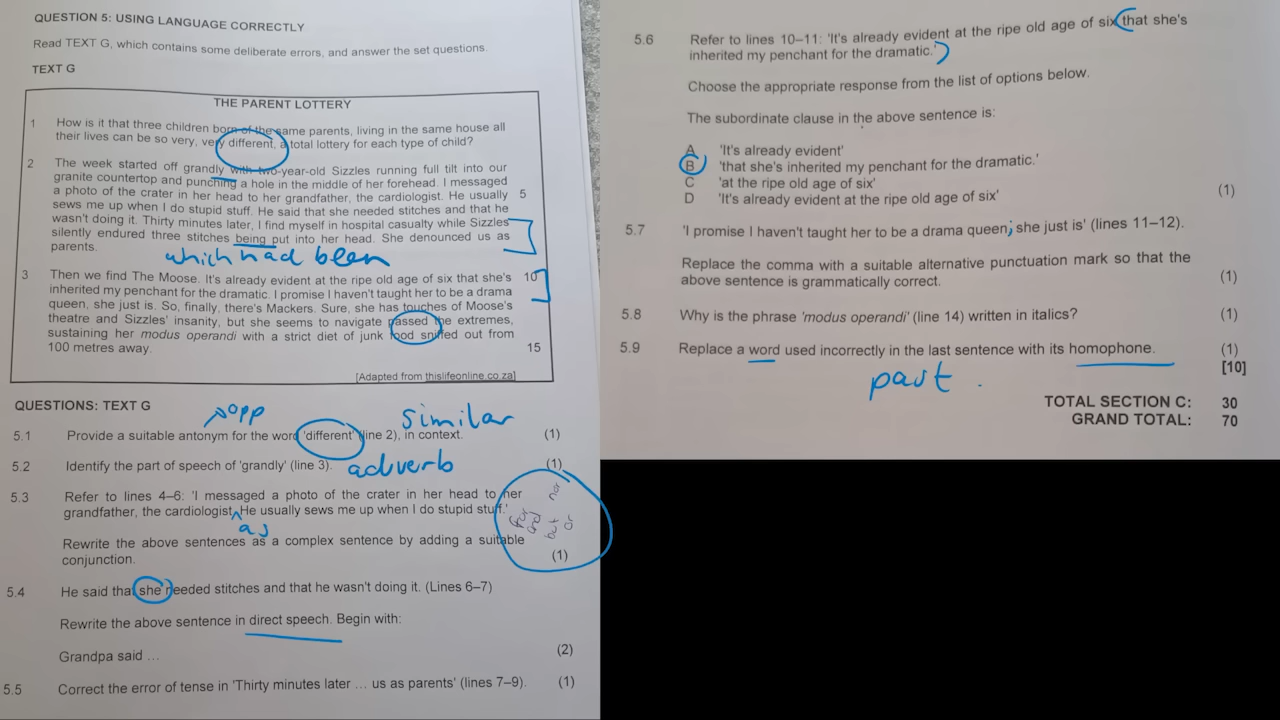 QUESTION 5: USING LANGUAGE CORRECTLY
Read TEXT G, which contains some deliberate errors, and answer the set questions.
TEXT G
THE PARENT LOTTERY
1 How is it that three children born of the same parents, living in the same house all
their lives can be so very, very different, a total lottery for each type of child?
2 The week started off grandly with two-year-old Sizzles running full tilt into our
granite countertop and punching a hole in the middle of her forehead. I messaged
a photo of the crater in her head to her grandfather, the cardiologist. He usually 5
sews me up when I do stupid stuff. He said that she needed stitches and that he
wasn't doing it. Thirty minutes later, I find myself in hospital casualty while Sizzles
silently endured three stitches being put into her head. She denounced us as
parents.
which had been
3 Then we find The Moose. It's already evident at the ripe old age of six that she's 10
inherited my penchant for the dramatic. I promise I haven't taught her to be a drama
queen, she just is. So, finally, there's Mackers. Sure, she has touches of Moose's
theatre and Sizzles' insanity, but she seems to navigate passed the extremes,
sustaining her modus operandi with a strict diet of junk food sniffed out from
100 metres away. 15
[Adapted from thislifeonline.co.za]
QUESTIONS: TEXT G
opp similar
5.1 Provide a suitable antonym for the word 'different' (line 2), in context. (1)
5.2 Identify the part of speech of 'grandly' (line 3). adverb (1)
5.3 Refer to lines 4–6: 'I messaged a photo of the crater in her head to her
grandfather, the cardiologist. He usually sews me up when I do stupid stuff.'
as
for and nor but or
Rewrite the above sentences as a complex sentence by adding a suitable
conjunction. (1)
5.4 He said that she needed stitches and that he wasn't doing it. (Lines 6–7)
Rewrite the above sentence in direct speech. Begin with:
Grandpa said ... (2)
5.5 Correct the error of tense in 'Thirty minutes later ... us as parents' (lines 7–9). (1)
5.6 Refer to lines 10–11: 'It's already evident at the ripe old age of six that she's
inherited my penchant for the dramatic.'
Choose the appropriate response from the list of options below.
The subordinate clause in the above sentence is:
A 'It's already evident'
B 'that she's inherited my penchant for the dramatic.'
C 'at the ripe old age of six'
D 'It's already evident at the ripe old age of six' (1)
5.7 'I promise I haven't taught her to be a drama queen; she just is' (lines 11–12).
Replace the comma with a suitable alternative punctuation mark so that the
above sentence is grammatically correct. (1)
5.8 Why is the phrase 'modus operandi' (line 14) written in italics? (1)
5.9 Replace a word used incorrectly in the last sentence with its homophone. (1)
[10]
past.
TOTAL SECTION C: 30
GRAND TOTAL: 70